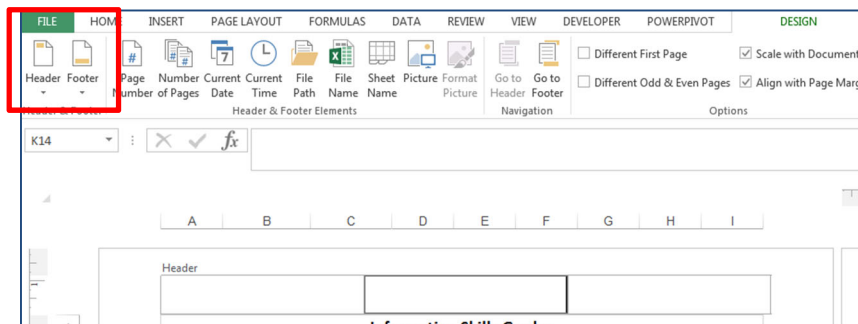 FILE HOME INSERT PAGE LAYOUT FORMULAS DATA REVIEW VIEW DEVELOPER POWERPIVOT DESIGN
Header Footer Page Number Number of Pages Current Date Current Time File Path File Name Sheet Name Picture Format Picture Go to Header Go to Footer
Different First Page Scale with Document
Different Odd & Even Pages Align with Page Marg
Header & Footer Header & Footer Elements Navigation Options
K14 fx
A B C D E F G H I
Header